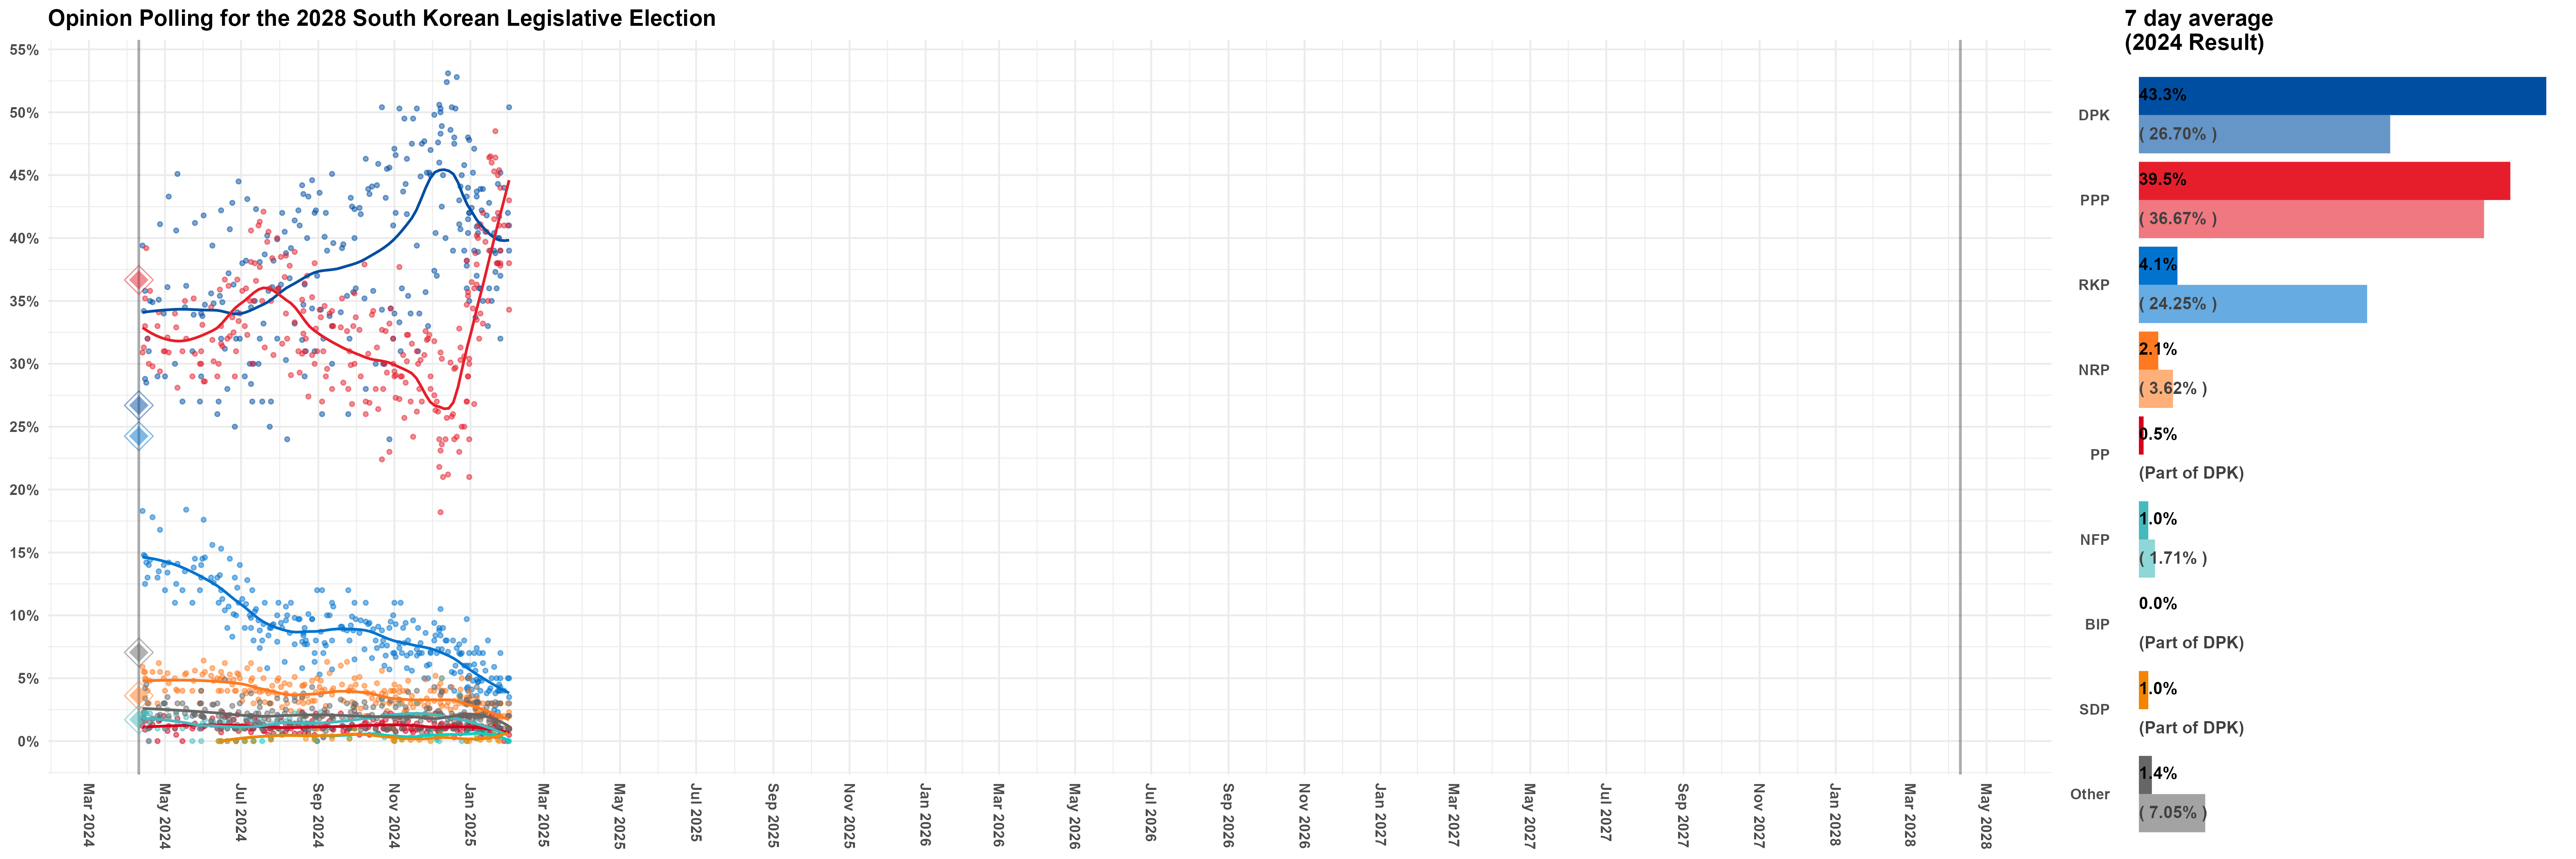 Opinion Polling for the 2028 South Korean Legislative Election
55%
50%
45%
40%
35%
30%
25%
20%
15%
10%
5%
0%
Mar 2024
May 2024
Jul 2024
Sep 2024
Nov 2024
Jan 2025
Mar 2025
May 2025
Jul 2025
Sep 2025
Nov 2025
Jan 2026
Mar 2026
May 2026
Jul 2026
Sep 2026
Nov 2026
Jan 2027
Mar 2027
May 2027
Jul 2027
Sep 2027
Nov 2027
Jan 2028
Mar 2028
May 2028
7 day average
(2024 Result)
DPK
43.3%
( 26.70% )
PPP
39.5%
( 36.67% )
RKP
4.1%
( 24.25% )
NRP
2.1%
( 3.62% )
PP
0.5%
(Part of DPK)
NFP
1.0%
( 1.71% )
BIP
0.0%
(Part of DPK)
SDP
1.0%
(Part of DPK)
Other
1.4%
( 7.05% )